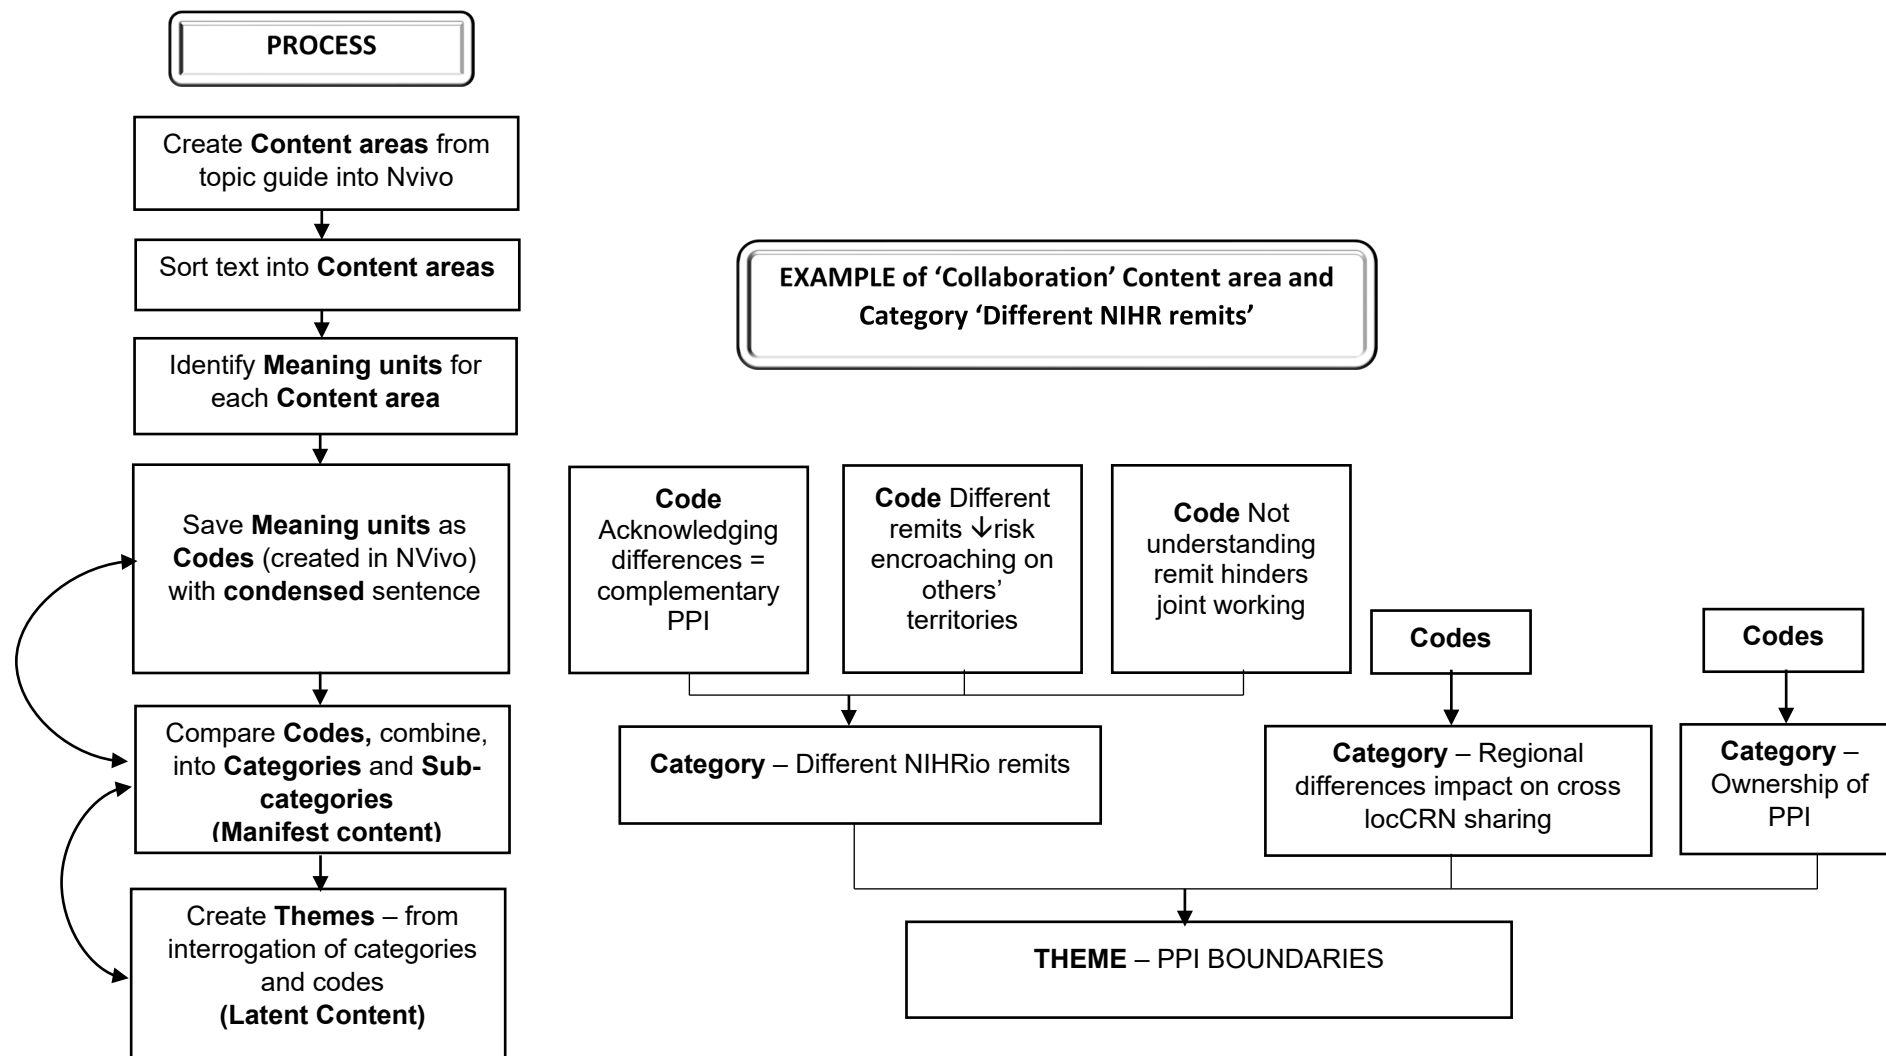 PROCESS
Create Content areas from
topic guide into Nvivo
Sort text into Content areas
Identify Meaning units for
each Content area
Save Meaning units as
Codes (created in NVivo)
with condensed sentence
Compare Codes, combine,
into Categories and Sub-
categories
(Manifest content)
Create Themes – from
interrogation of categories
and codes
(Latent Content)
EXAMPLE of ‘Collaboration’ Content area and
Category ‘Different NIHR remits’
Code
Acknowledging
differences =
complementary
PPI
Code Different
remits ↓risk
encroaching on
others’
territories
Code Not
understanding
remit hinders
joint working
Codes
Codes
Category – Different NIHRio remits
Category – Regional
differences impact on cross
locCRN sharing
Category –
Ownership of
PPI
THEME – PPI BOUNDARIES